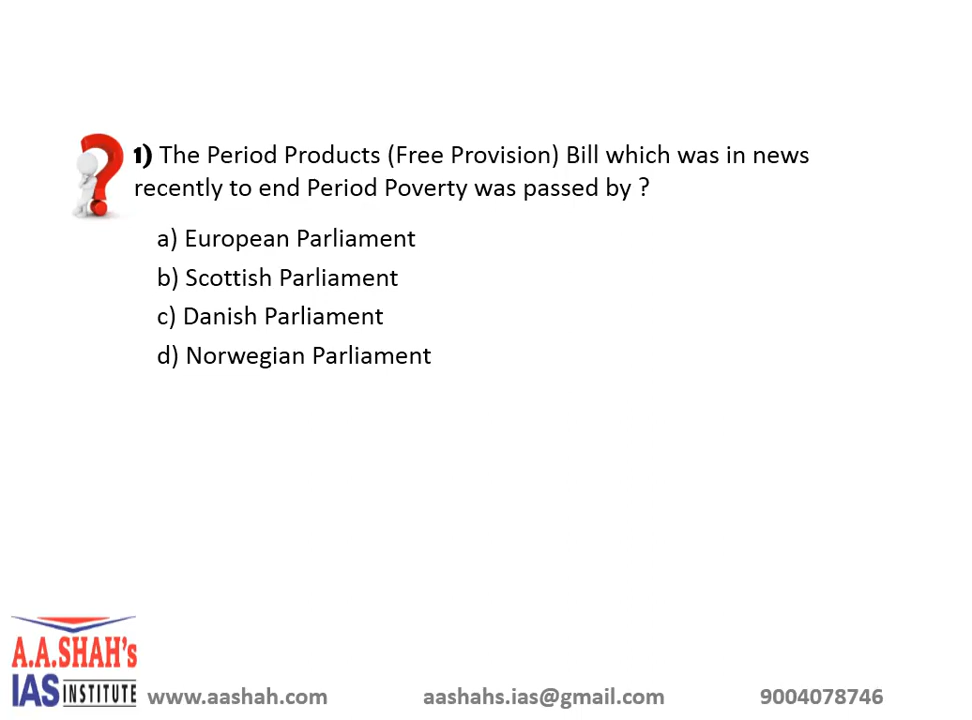 1) The Period Products (Free Provision) Bill which was in news
recently to end Period Poverty was passed by ?
a) European Parliament
b) Scottish Parliament
c) Danish Parliament
d) Norwegian Parliament
A.A.SHAH's
IAS INSTITUTE
www.aashah.com aashahs.ias@gmail.com 9004078746